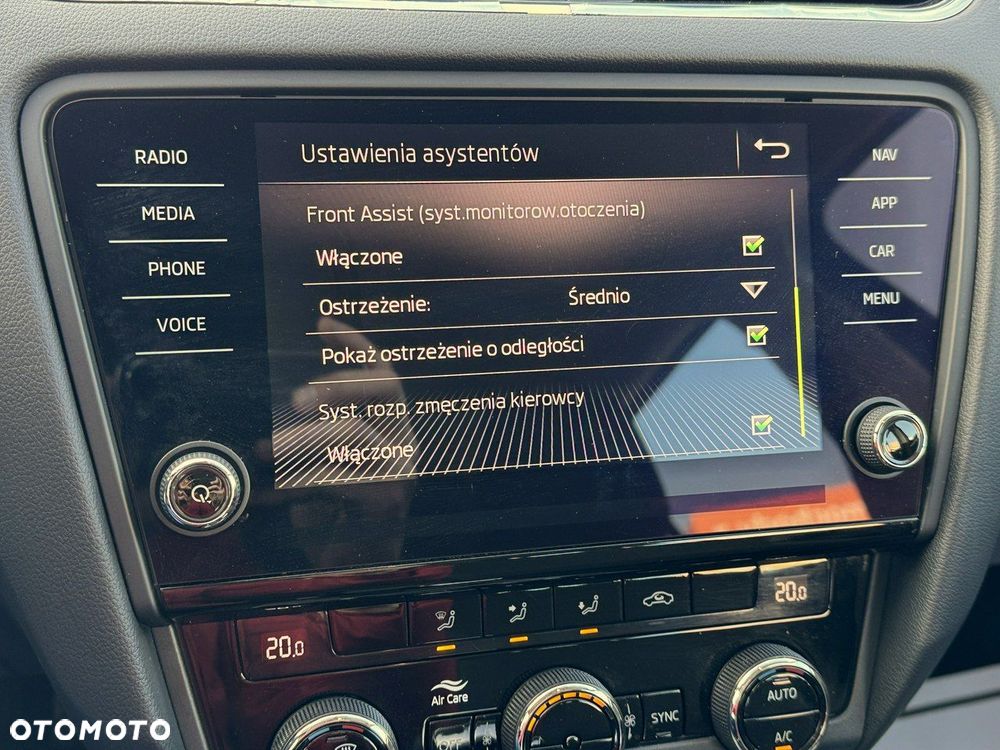 RADIO
MEDIA
PHONE
VOICE
Ustawienia asystentów
Front Assist (syst.monitorow.otoczenia)
Włączone
Ostrzeżenie: Średnio
Pokaż ostrzeżenie o odległości
Syst. rozp. zmęczenia kierowcy
Włączone
NAV
APP
CAR
MENU
20.0
20.0
Air Care
OFF
SYNC
AUTO
A/C
OTOMOTO